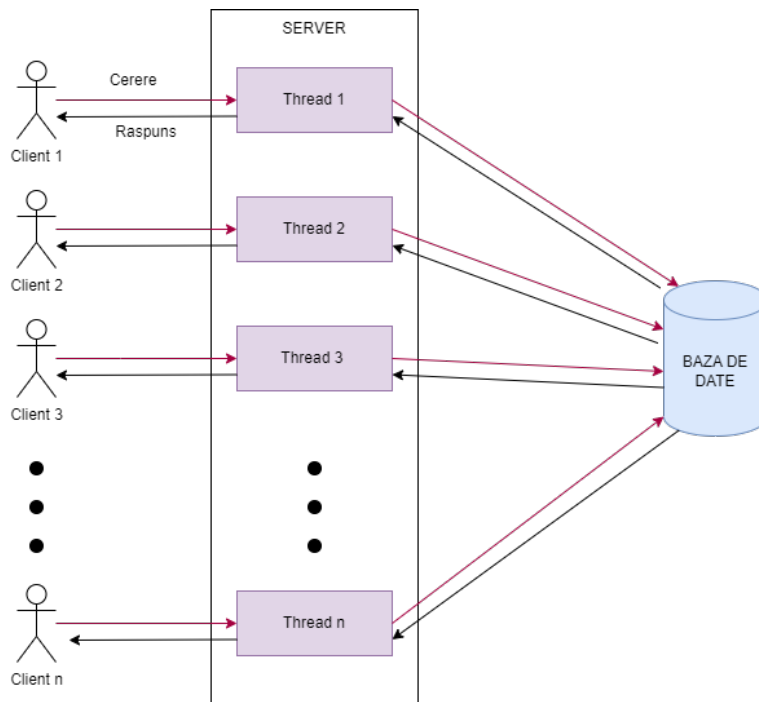 SERVER
Cerere
Thread 1
Raspuns
Client 1
Thread 2
Client 2
Thread 3
Client 3
BAZA DE
DATE
Thread n
Client n